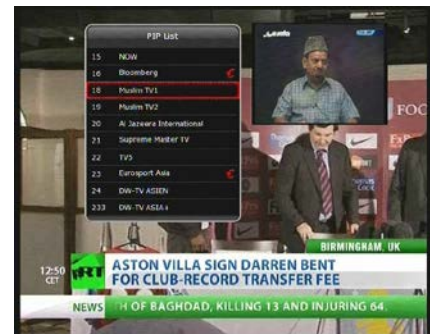 PIP List
15 NOW
16 Bloomberg €
18 Muslim TV1
19 Muslim TV2
20 Al Jazeera International
21 Supreme Master TV
22 TV5
23 Eurosport Asia €
24 DW-TV ASIEN
233 DW-TV ASIA+
FOO
BIRMINGHAM, UK
12:50
CET
RT
ASTON VILLA SIGN DARREN BENT
FOR CLUB-RECORD TRANSFER FEE
NEWS TH OF BAGHDAD, KILLING 13 AND INJURING 64.